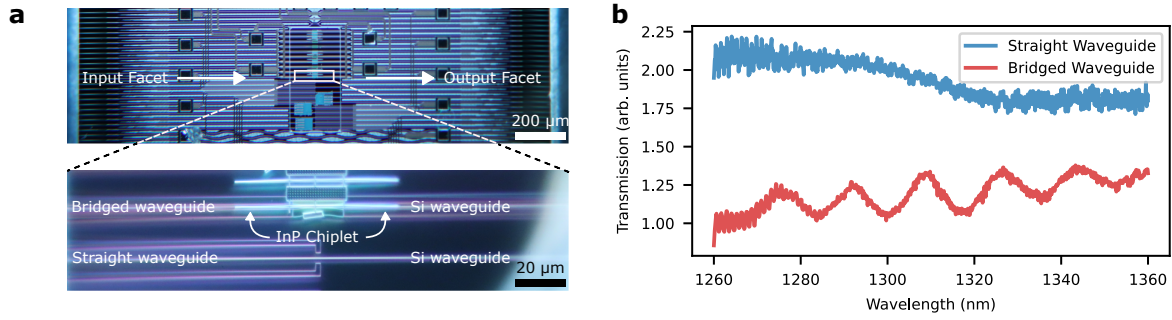 a
Input Facet
Output Facet
200 μm
Bridged waveguide
Si waveguide
InP Chiplet
Straight waveguide
Si waveguide
20 μm
b
Transmission (arb. units)
2.25
2.00
1.75
1.50
1.25
1.00
Straight Waveguide
Bridged Waveguide
1260
1280
1300
1320
1340
1360
Wavelength (nm)